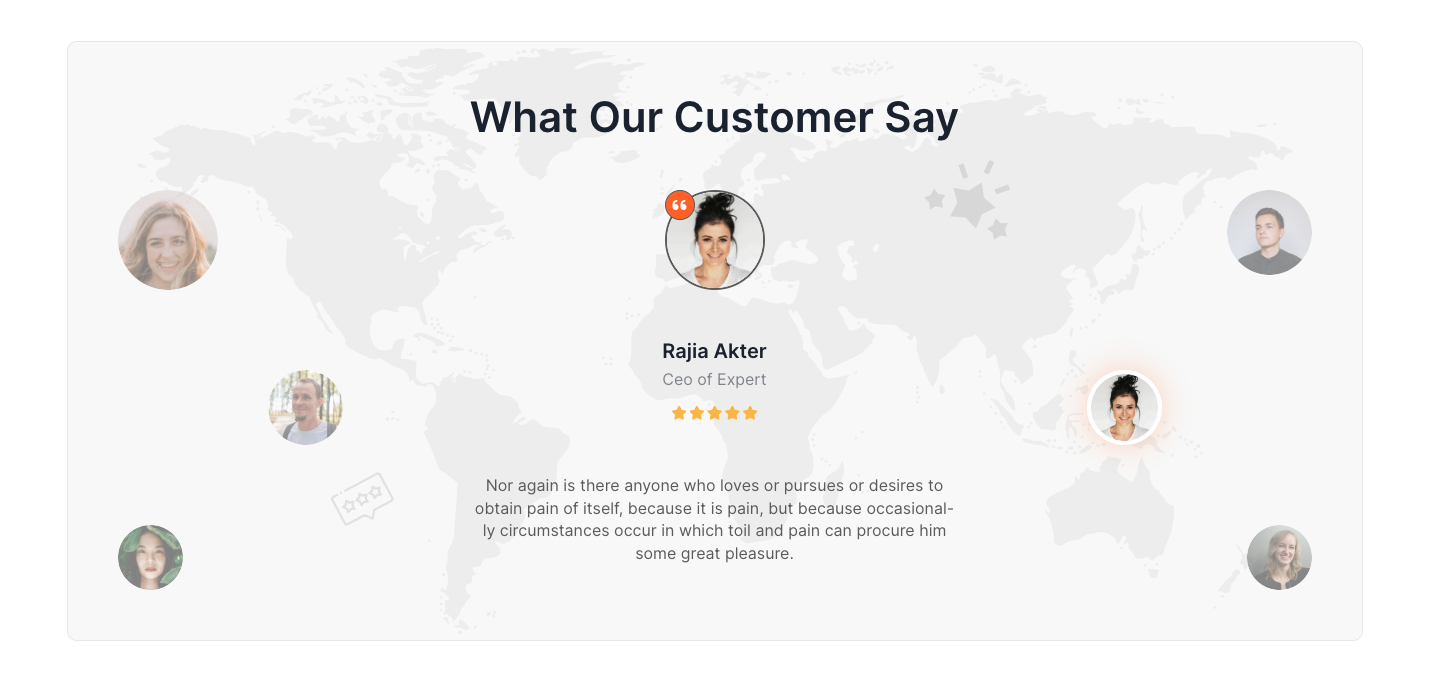 What Our Customer Say
Rajia Akter
Ceo of Expert
Nor again is there anyone who loves or pursues or desires to
obtain pain of itself, because it is pain, but because occasional-
ly circumstances occur in which toil and pain can procure him
some great pleasure.